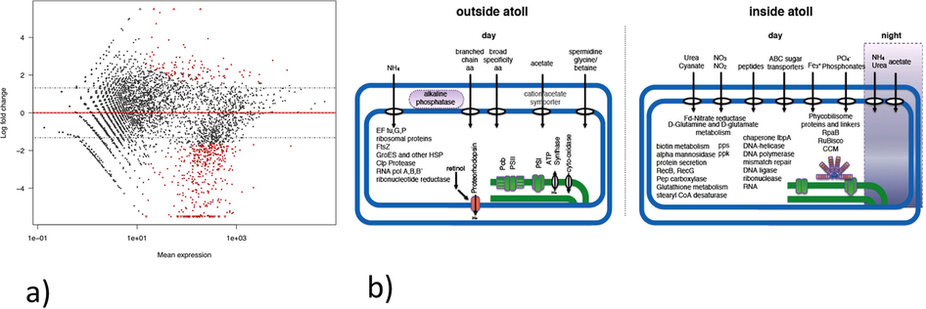 4
2
0
−2
−4
Log fold change
1e−01
1e+01
1e+03
Mean expression
a)
b)
outside atoll
day
NH₄
branched
chain
aa
broad
specificity
aa
acetate
spermidine
glycine/
betaine
alkaline
phosphatase
cation/acetate
symporter
EF tu,G,P
ribosomal proteins
FtsZ
GroES and other HSP
Clp Protease
RNA pol A,B,B'
ribonucleotide reductase
retinol
Proteorhodopsin
Pcb
PSII
PSI
ATP
Synthase
cyto-oxidase
inside atoll
day
night
Urea
Cyanate
NO₃
NO₂
peptides
ABC sugar
transporters
Fe₃⁺
PO₄⁻
Phosphonates
NH₄
Urea
acetate
Fd-Nitrate reductase
D-Glutamine and D-glutamate
metabolism
Phycobilisome
proteins and linkers
RpaB
RuBisco
CCM
biotin metabolism
alpha mannosidase
protein secretion
RecB, RecG
Pep carboxylase
Glutathione metabolism
stearyl CoA desaturase
pps
ppk
chaperone IbpA
DNA-helicase
DNA polymerase
mismatch repair
DNA ligase
ribonuclease
RNA